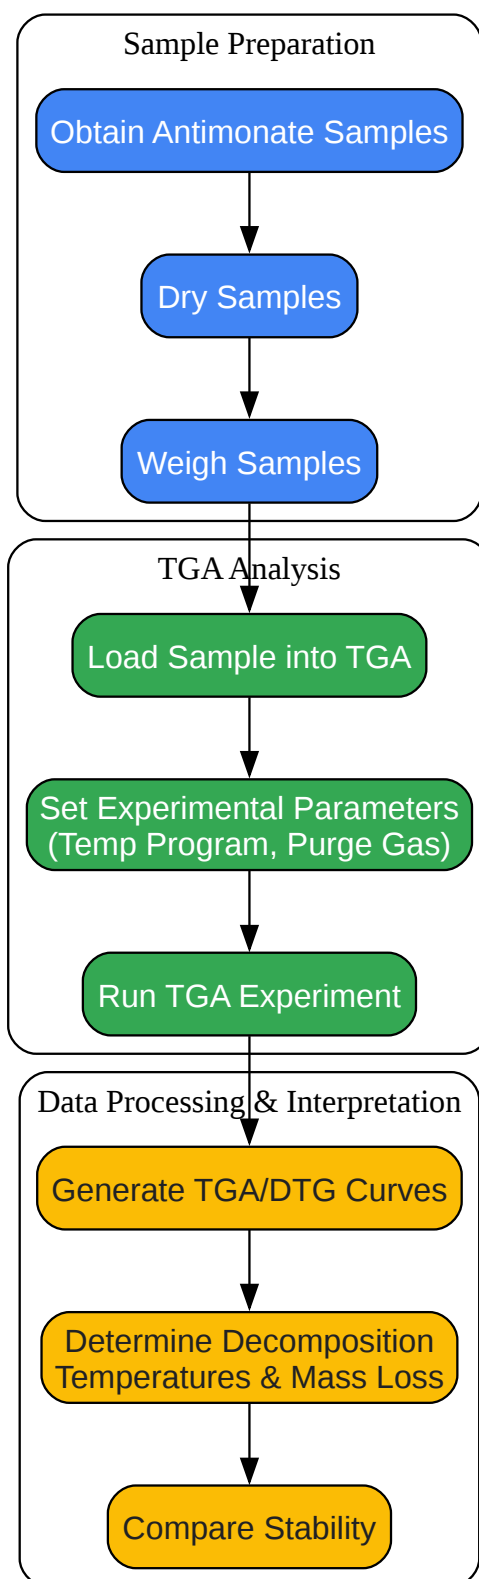 Sample Preparation
Obtain Antimonate Samples
Dry Samples
Weigh Samples
TGA Analysis
Load Sample into TGA
Set Experimental Parameters
(Temp Program, Purge Gas)
Run TGA Experiment
Data Processing & Interpretation
Generate TGA/DTG Curves
Determine Decomposition
Temperatures & Mass Loss
Compare Stability